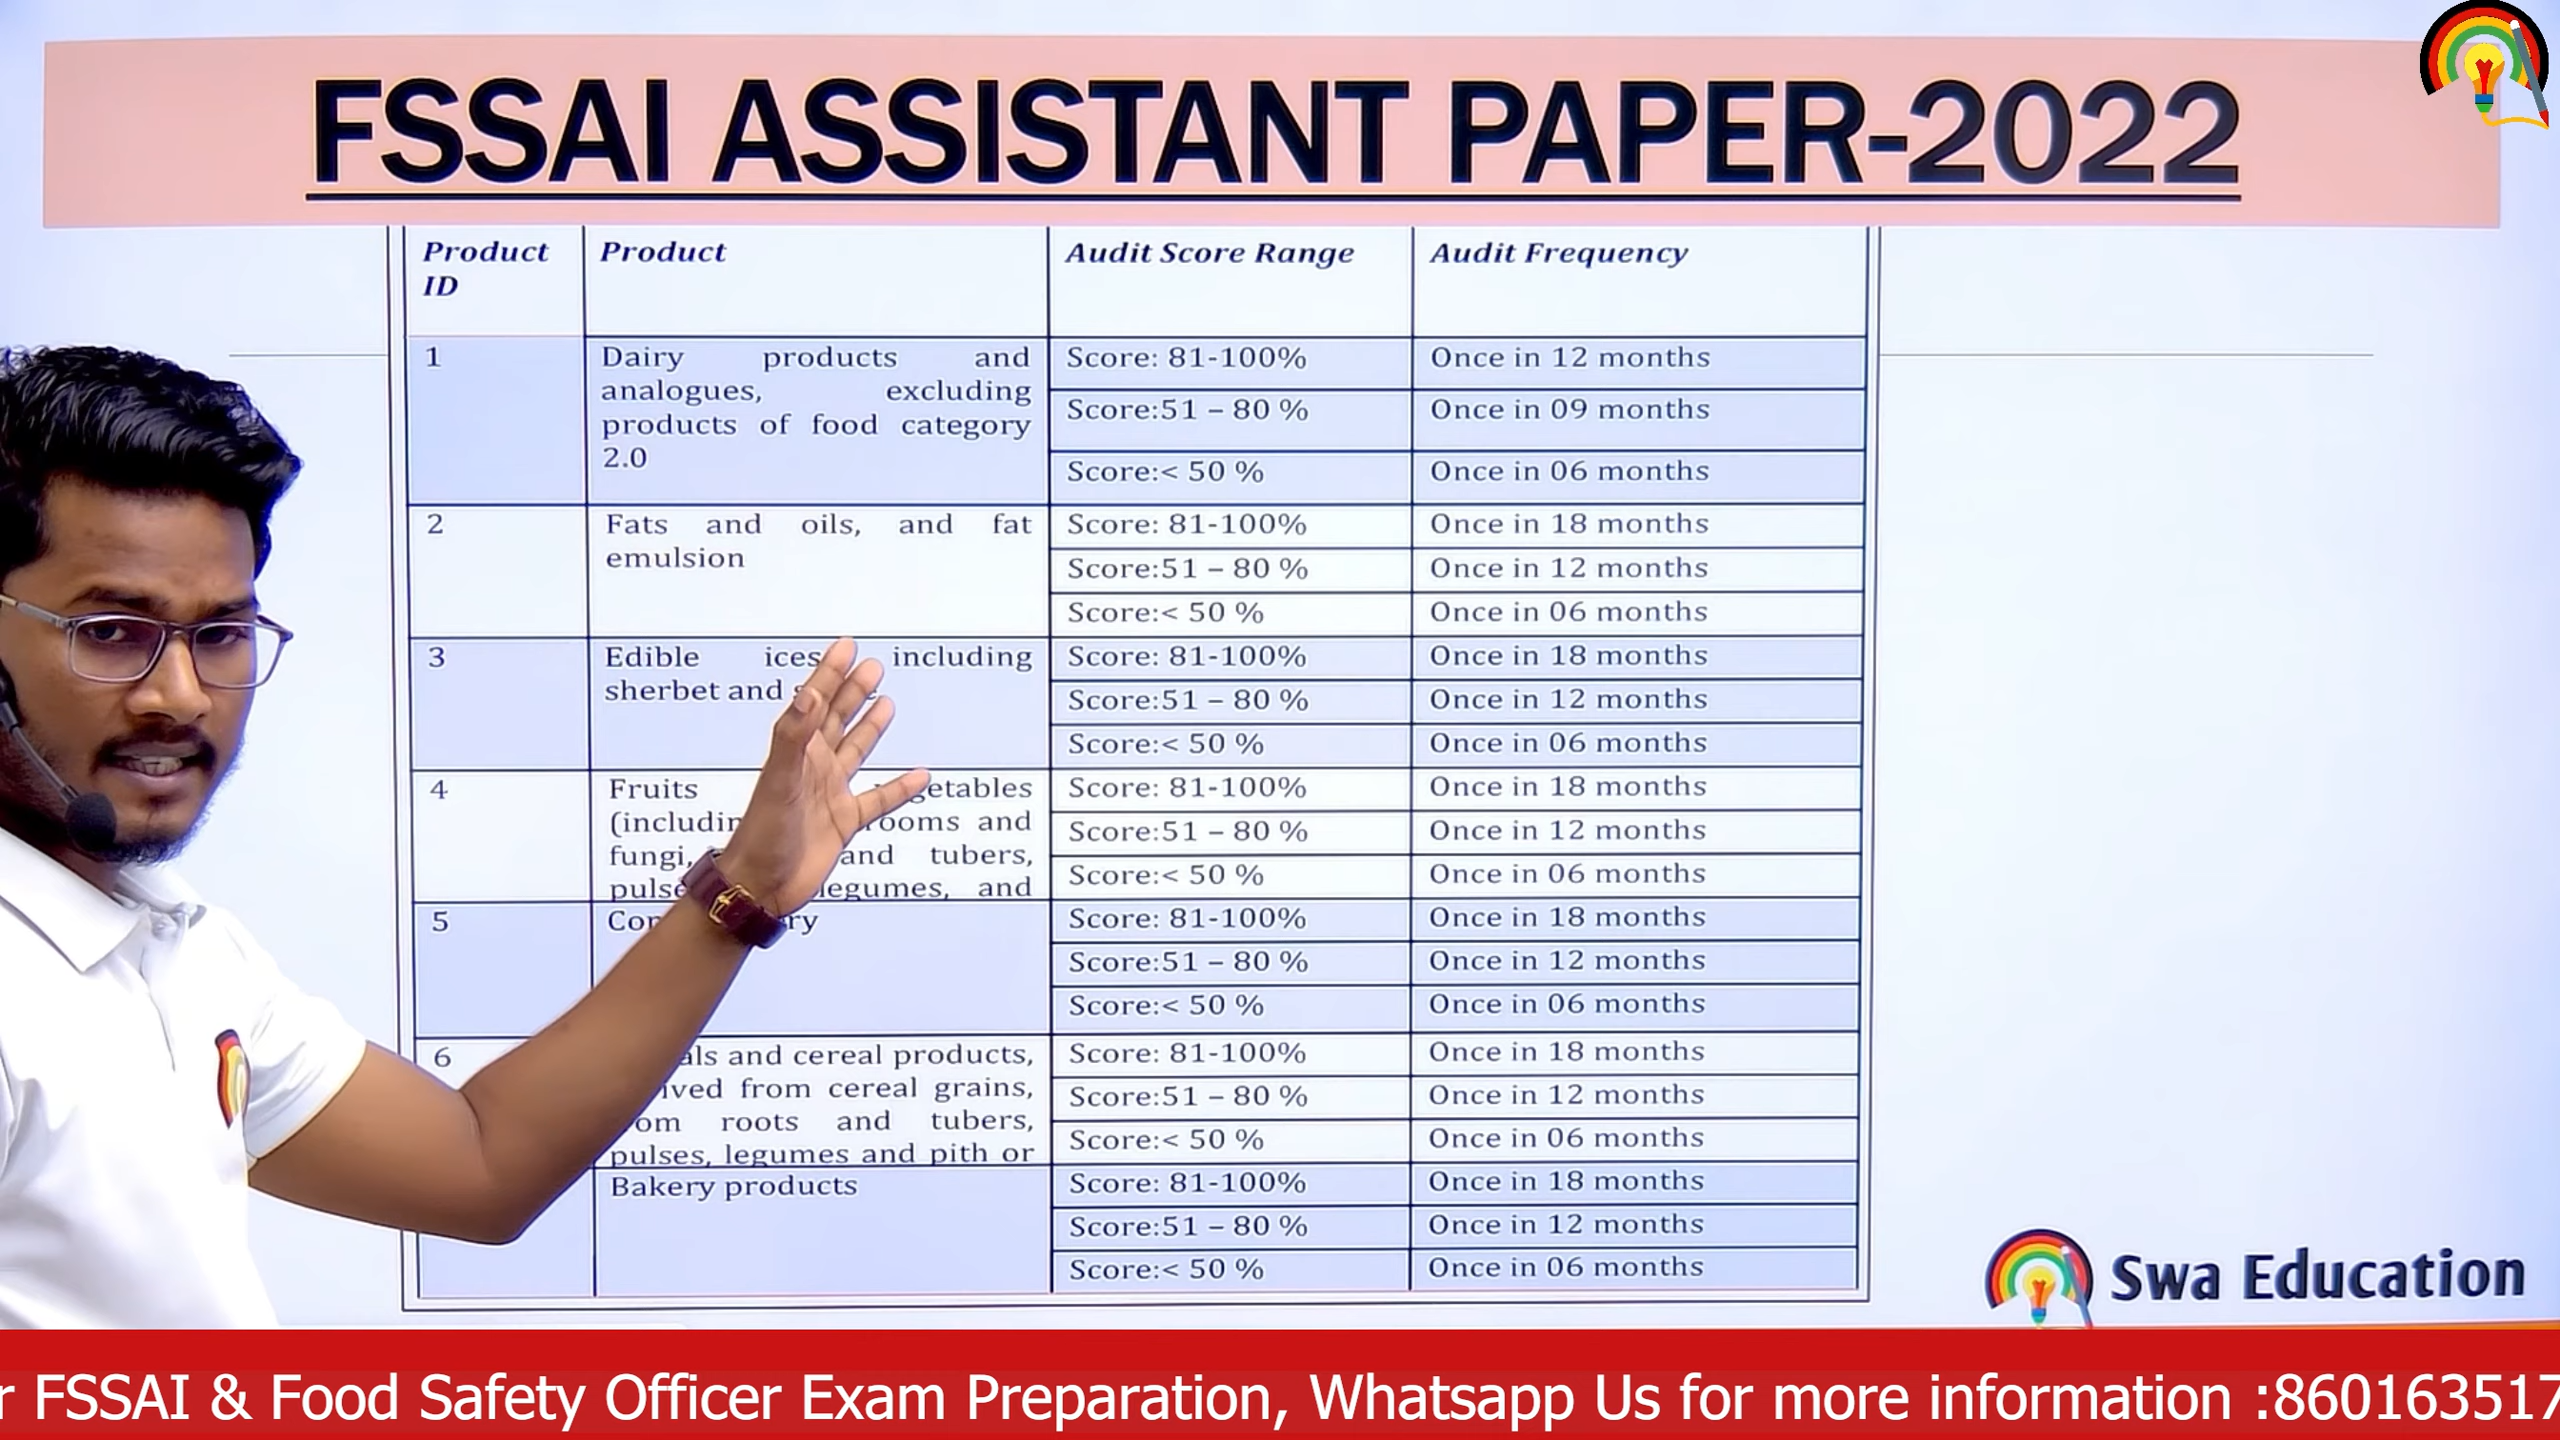 FSSAI ASSISTANT PAPER-2022
Product ID
Product
Audit Score Range
Audit Frequency
1
Dairy products and
analogues, excluding
products of food category
2.0
Score: 81-100%
Once in 12 months
Score:51 – 80 %
Once in 09 months
Score:< 50 %
Once in 06 months
2
Fats and oils, and fat
emulsion
Score: 81-100%
Once in 18 months
Score:51 – 80 %
Once in 12 months
Score:< 50 %
Once in 06 months
3
Edible ices including
sherbet and
Score: 81-100%
Once in 18 months
Score:51 – 80 %
Once in 12 months
Score:< 50 %
Once in 06 months
4
Fruits
and
fungi, and tubers,
legumes, and
Score: 81-100%
Once in 18 months
Score:51 – 80 %
Once in 12 months
Score:< 50 %
Once in 06 months
5
Score: 81-100%
Once in 18 months
Score:51 – 80 %
Once in 12 months
Score:< 50 %
Once in 06 months
6
and cereal products,
from cereal grains,
roots and tubers,
pulses, legumes and pith or
Score: 81-100%
Once in 18 months
Score:51 – 80 %
Once in 12 months
Score:< 50 %
Once in 06 months
Bakery products
Score: 81-100%
Once in 18 months
Score:51 – 80 %
Once in 12 months
Score:< 50 %
Once in 06 months
Swa Education
FSSAI & Food Safety Officer Exam Preparation, Whatsapp Us for more information :860163517